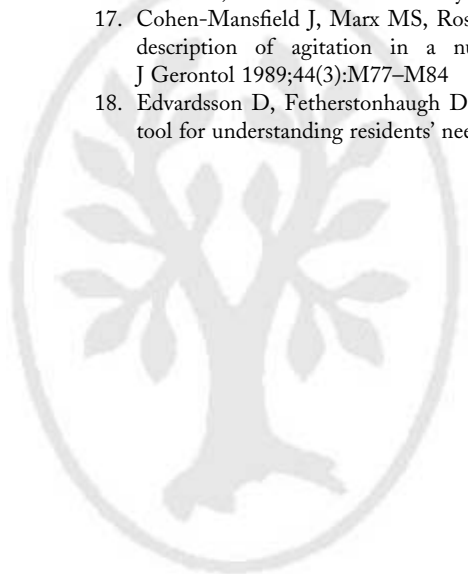 17. Cohen-Mansfield J, Marx MS, Ros
description of agitation in a nu
J Gerontol 1989;44(3):M77–M84
18. Edvardsson D, Fetherstonhaugh D
tool for understanding residents' nee